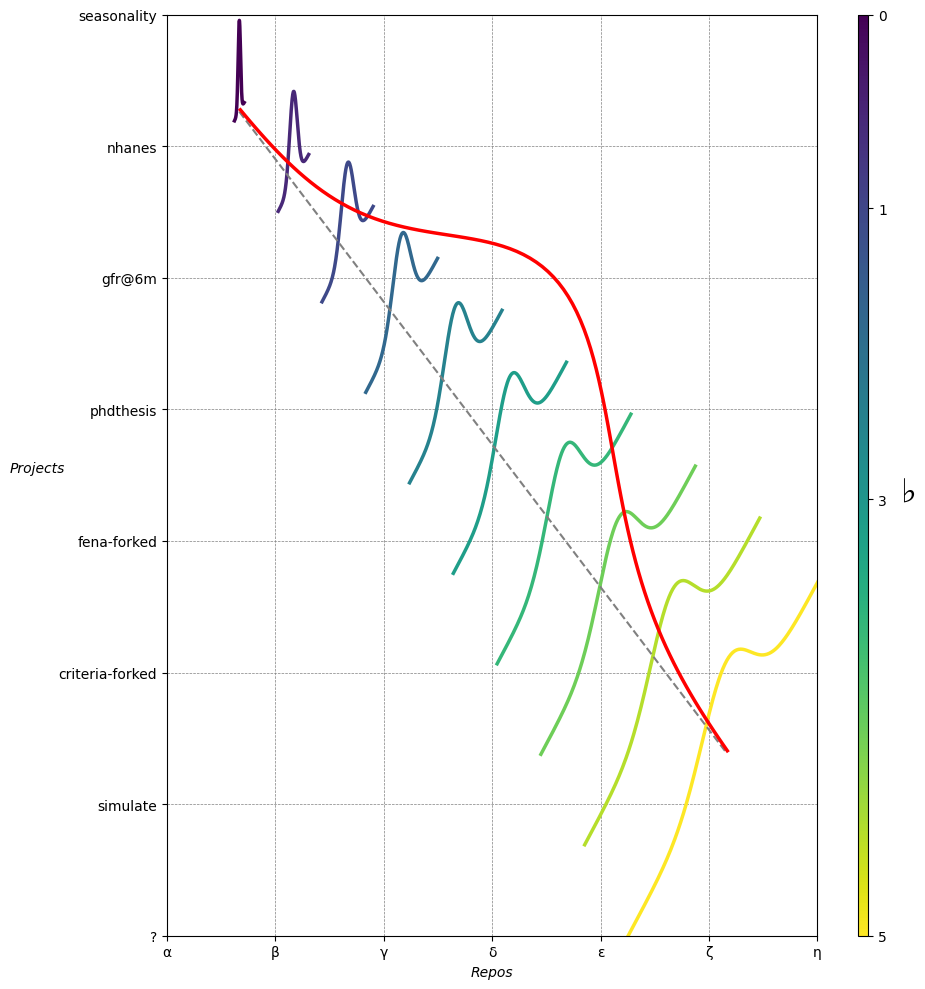 seasonality
nhanes
gfr@6m
phdthesis
Projects
fena-forked
criteria-forked
simulate
?
α β γ δ ε ζ η
Repos
0
1
3
5
♭